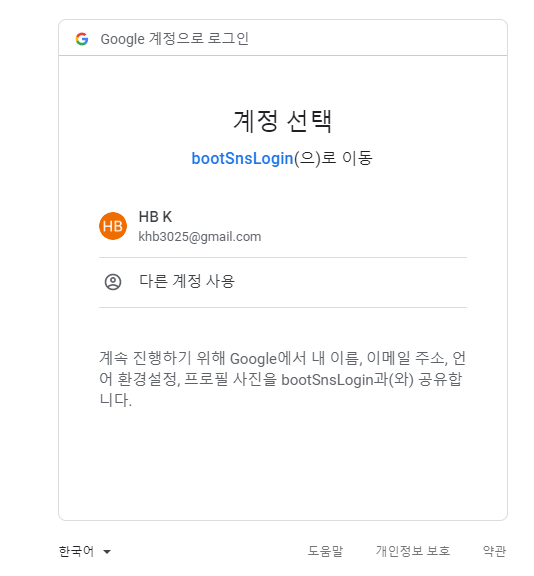 Google 계정으로 로그인
계정 선택
bootSnsLogin(으)로 이동
HB
HB K
khb3025@gmail.com
다른 계정 사용
계속 진행하기 위해 Google에서 내 이름, 이메일 주소, 언
어 환경설정, 프로필 사진을 bootSnsLogin과(와) 공유합
니다.
한국어
도움말
개인정보 보호
약관